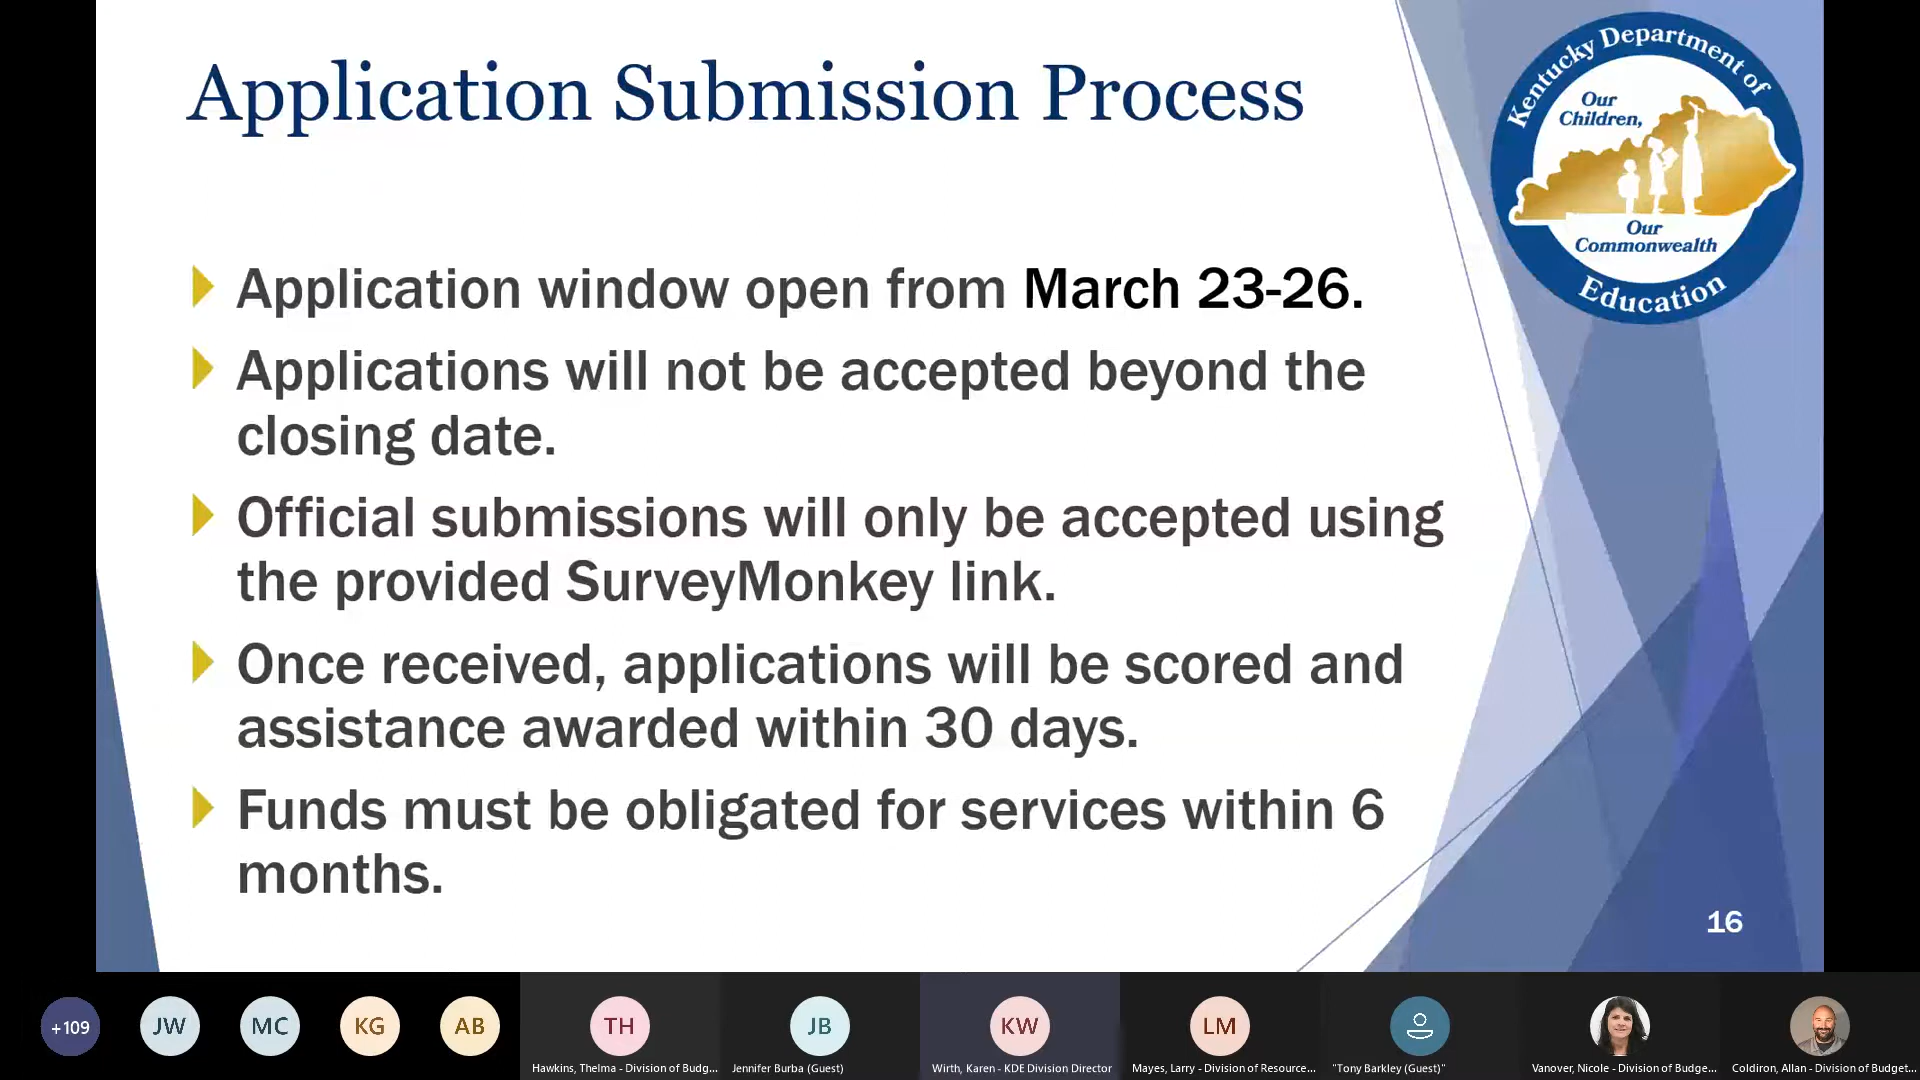 Application Submission Process
Kentucky Department of
Education
Our
Children,
Our
Commonwealth
Application window open from March 23-26.
Applications will not be accepted beyond the
closing date.
Official submissions will only be accepted using
the provided SurveyMonkey link.
Once received, applications will be scored and
assistance awarded within 30 days.
Funds must be obligated for services within 6
months.
16
+109
JW
MC
KG
AB
TH
JB
KW
LM
Hawkins, Thelma - Division of Budg...
Jennifer Burba (Guest)
Wirth, Karen - KDE Division Director
Mayes, Larry - Division of Resource...
"Tony Barkley (Guest)"
Vanover, Nicole - Division of Budge...
Coldiron, Allan - Division of Budget...